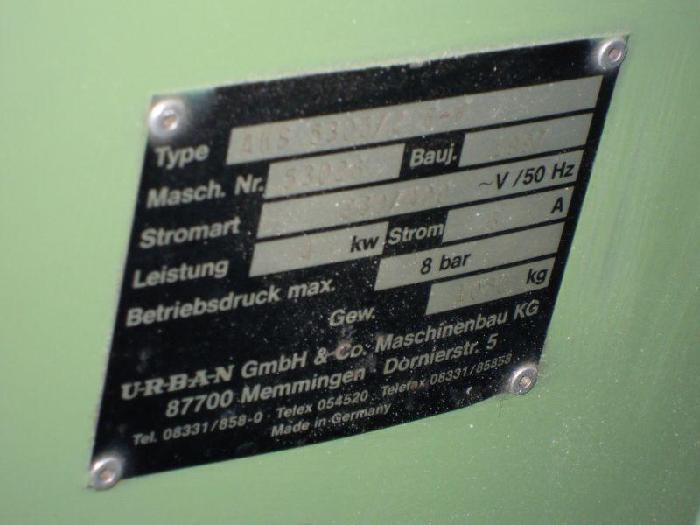 Type AKS
Masch. Nr. Bauj.
Stromart ~V/50 Hz
Leistung kw Strom A
Betriebsdruck max. 8 bar
Gew. kg
U·R·B·A·N GmbH & Co. Maschinenbau KG
87700 Memmingen Dornierstr. 5
Tel. 08331/858-0 Telex 054520 Telefax 08331/85858
Made in Germany